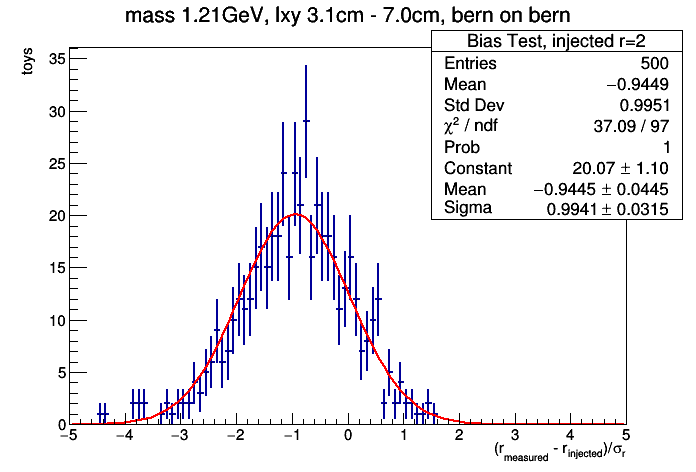 mass 1.21GeV, lxy 3.1cm - 7.0cm, bern on bern
Bias Test, injected r=2
Entries 500
Mean −0.9449
Std Dev 0.9951
χ² / ndf 37.09 / 97
Prob 1
Constant 20.07 ± 1.10
Mean −0.9445 ± 0.0445
Sigma 0.9941 ± 0.0315
toys
35
30
25
20
15
10
5
0
−5 −4 −3 −2 −1 0 1 2 3 4 5
(r_measured - r_injected)/σ_r